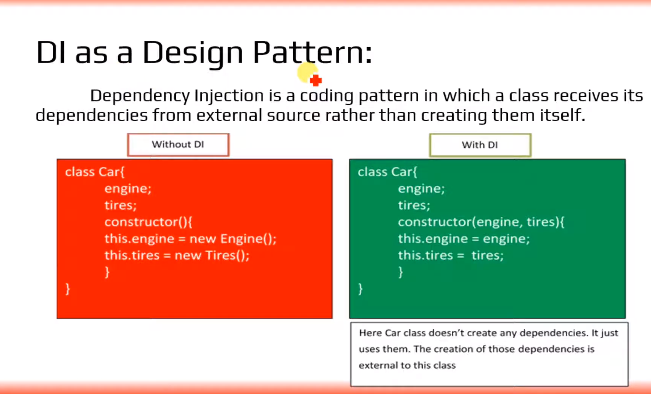 DI as a Design Pattern:
Dependency Injection is a coding pattern in which a class receives its
dependencies from external source rather than creating them itself.
Without DI
class Car{
engine;
tires;
constructor(){
this.engine = new Engine();
this.tires = new Tires();
}
}
With DI
class Car{
engine;
tires;
constructor(engine, tires){
this.engine = engine;
this.tires = tires;
}
}
Here Car class doesn't create any dependencies. It just
uses them. The creation of those dependencies is
external to this class